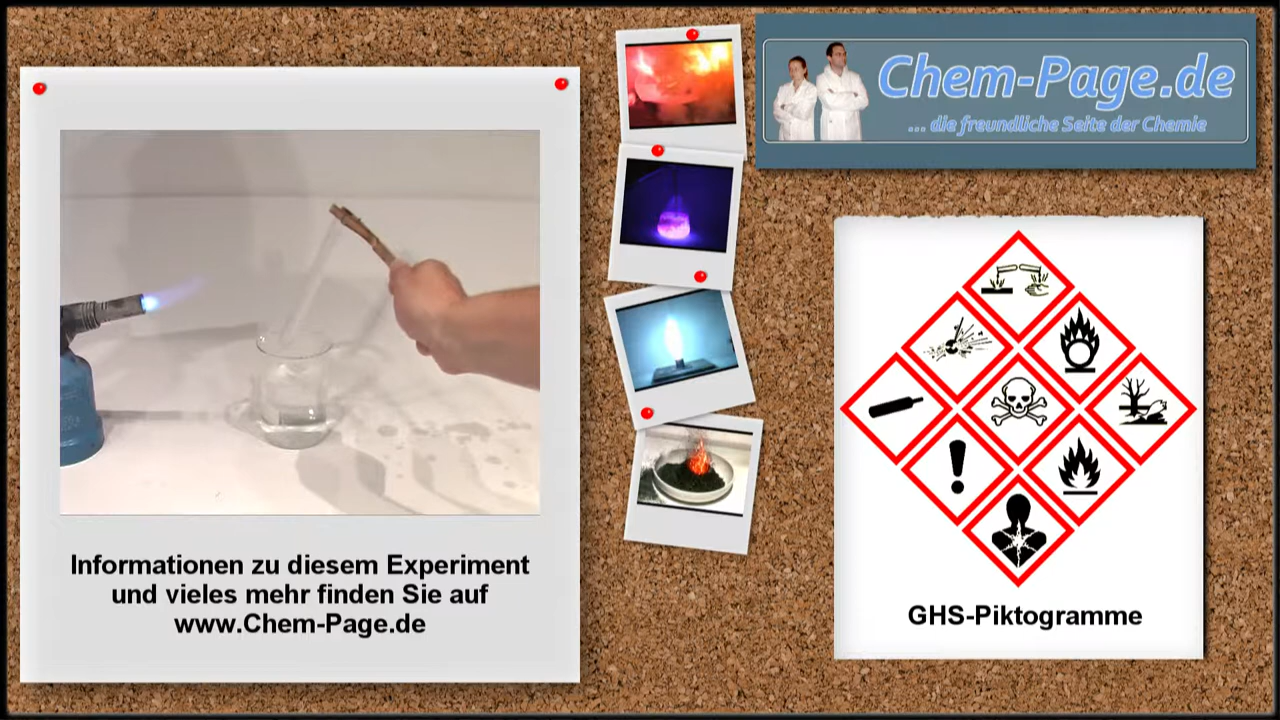 Chem-Page.de
... die freundliche Seite der Chemie
Informationen zu diesem Experiment
und vieles mehr finden Sie auf
www.Chem-Page.de
GHS-Piktogramme